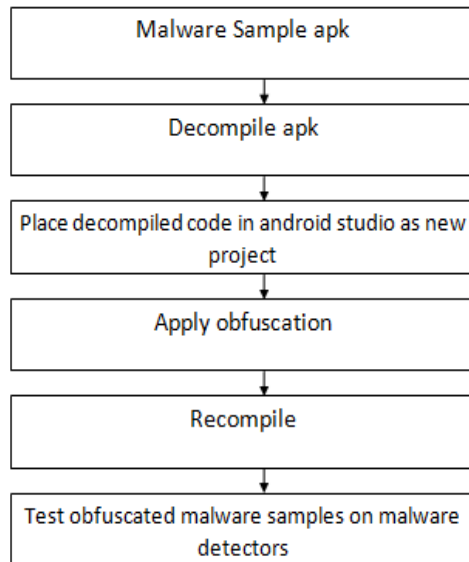 Malware Sample apk
Decompile apk
Place decompiled code in android studio as new
project
Apply obfuscation
Recompile
Test obfuscated malware samples on malware
detectors